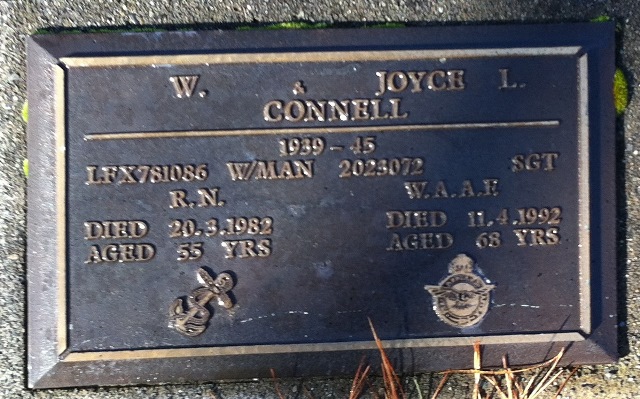 W. & JOYCE L.
CONNELL
1939 - 45
LFX781086 W/MAN 2023072 SGT
R.N. W.A.A.F.
DIED 20.3.1982 DIED 11.4.1992
AGED 55 YRS AGED 68 YRS